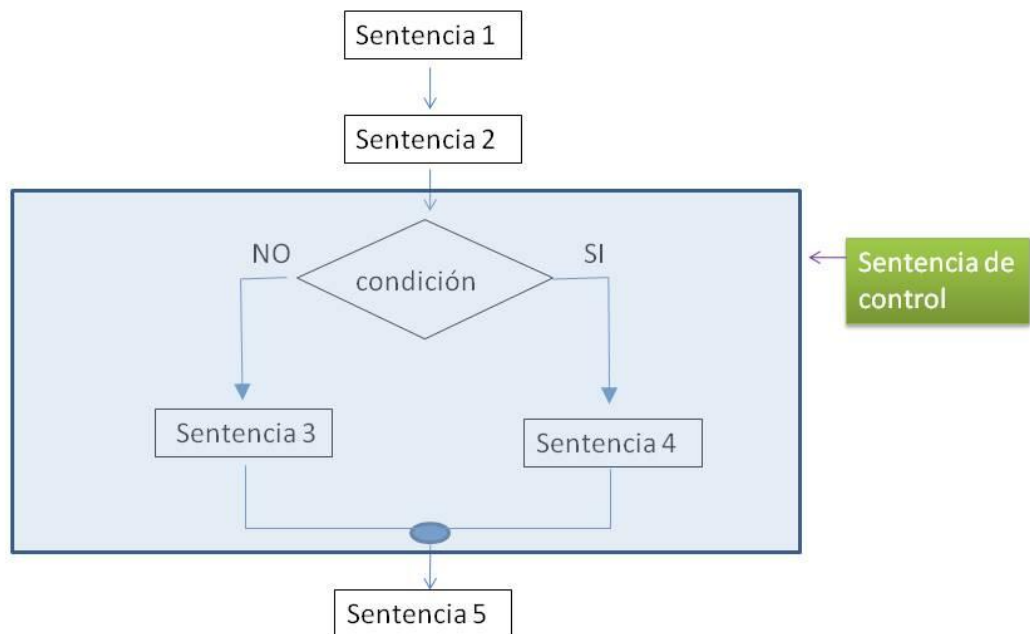 Sentencia 1
Sentencia 2
NO
SI
condición
Sentencia de
control
Sentencia 3
Sentencia 4
Sentencia 5